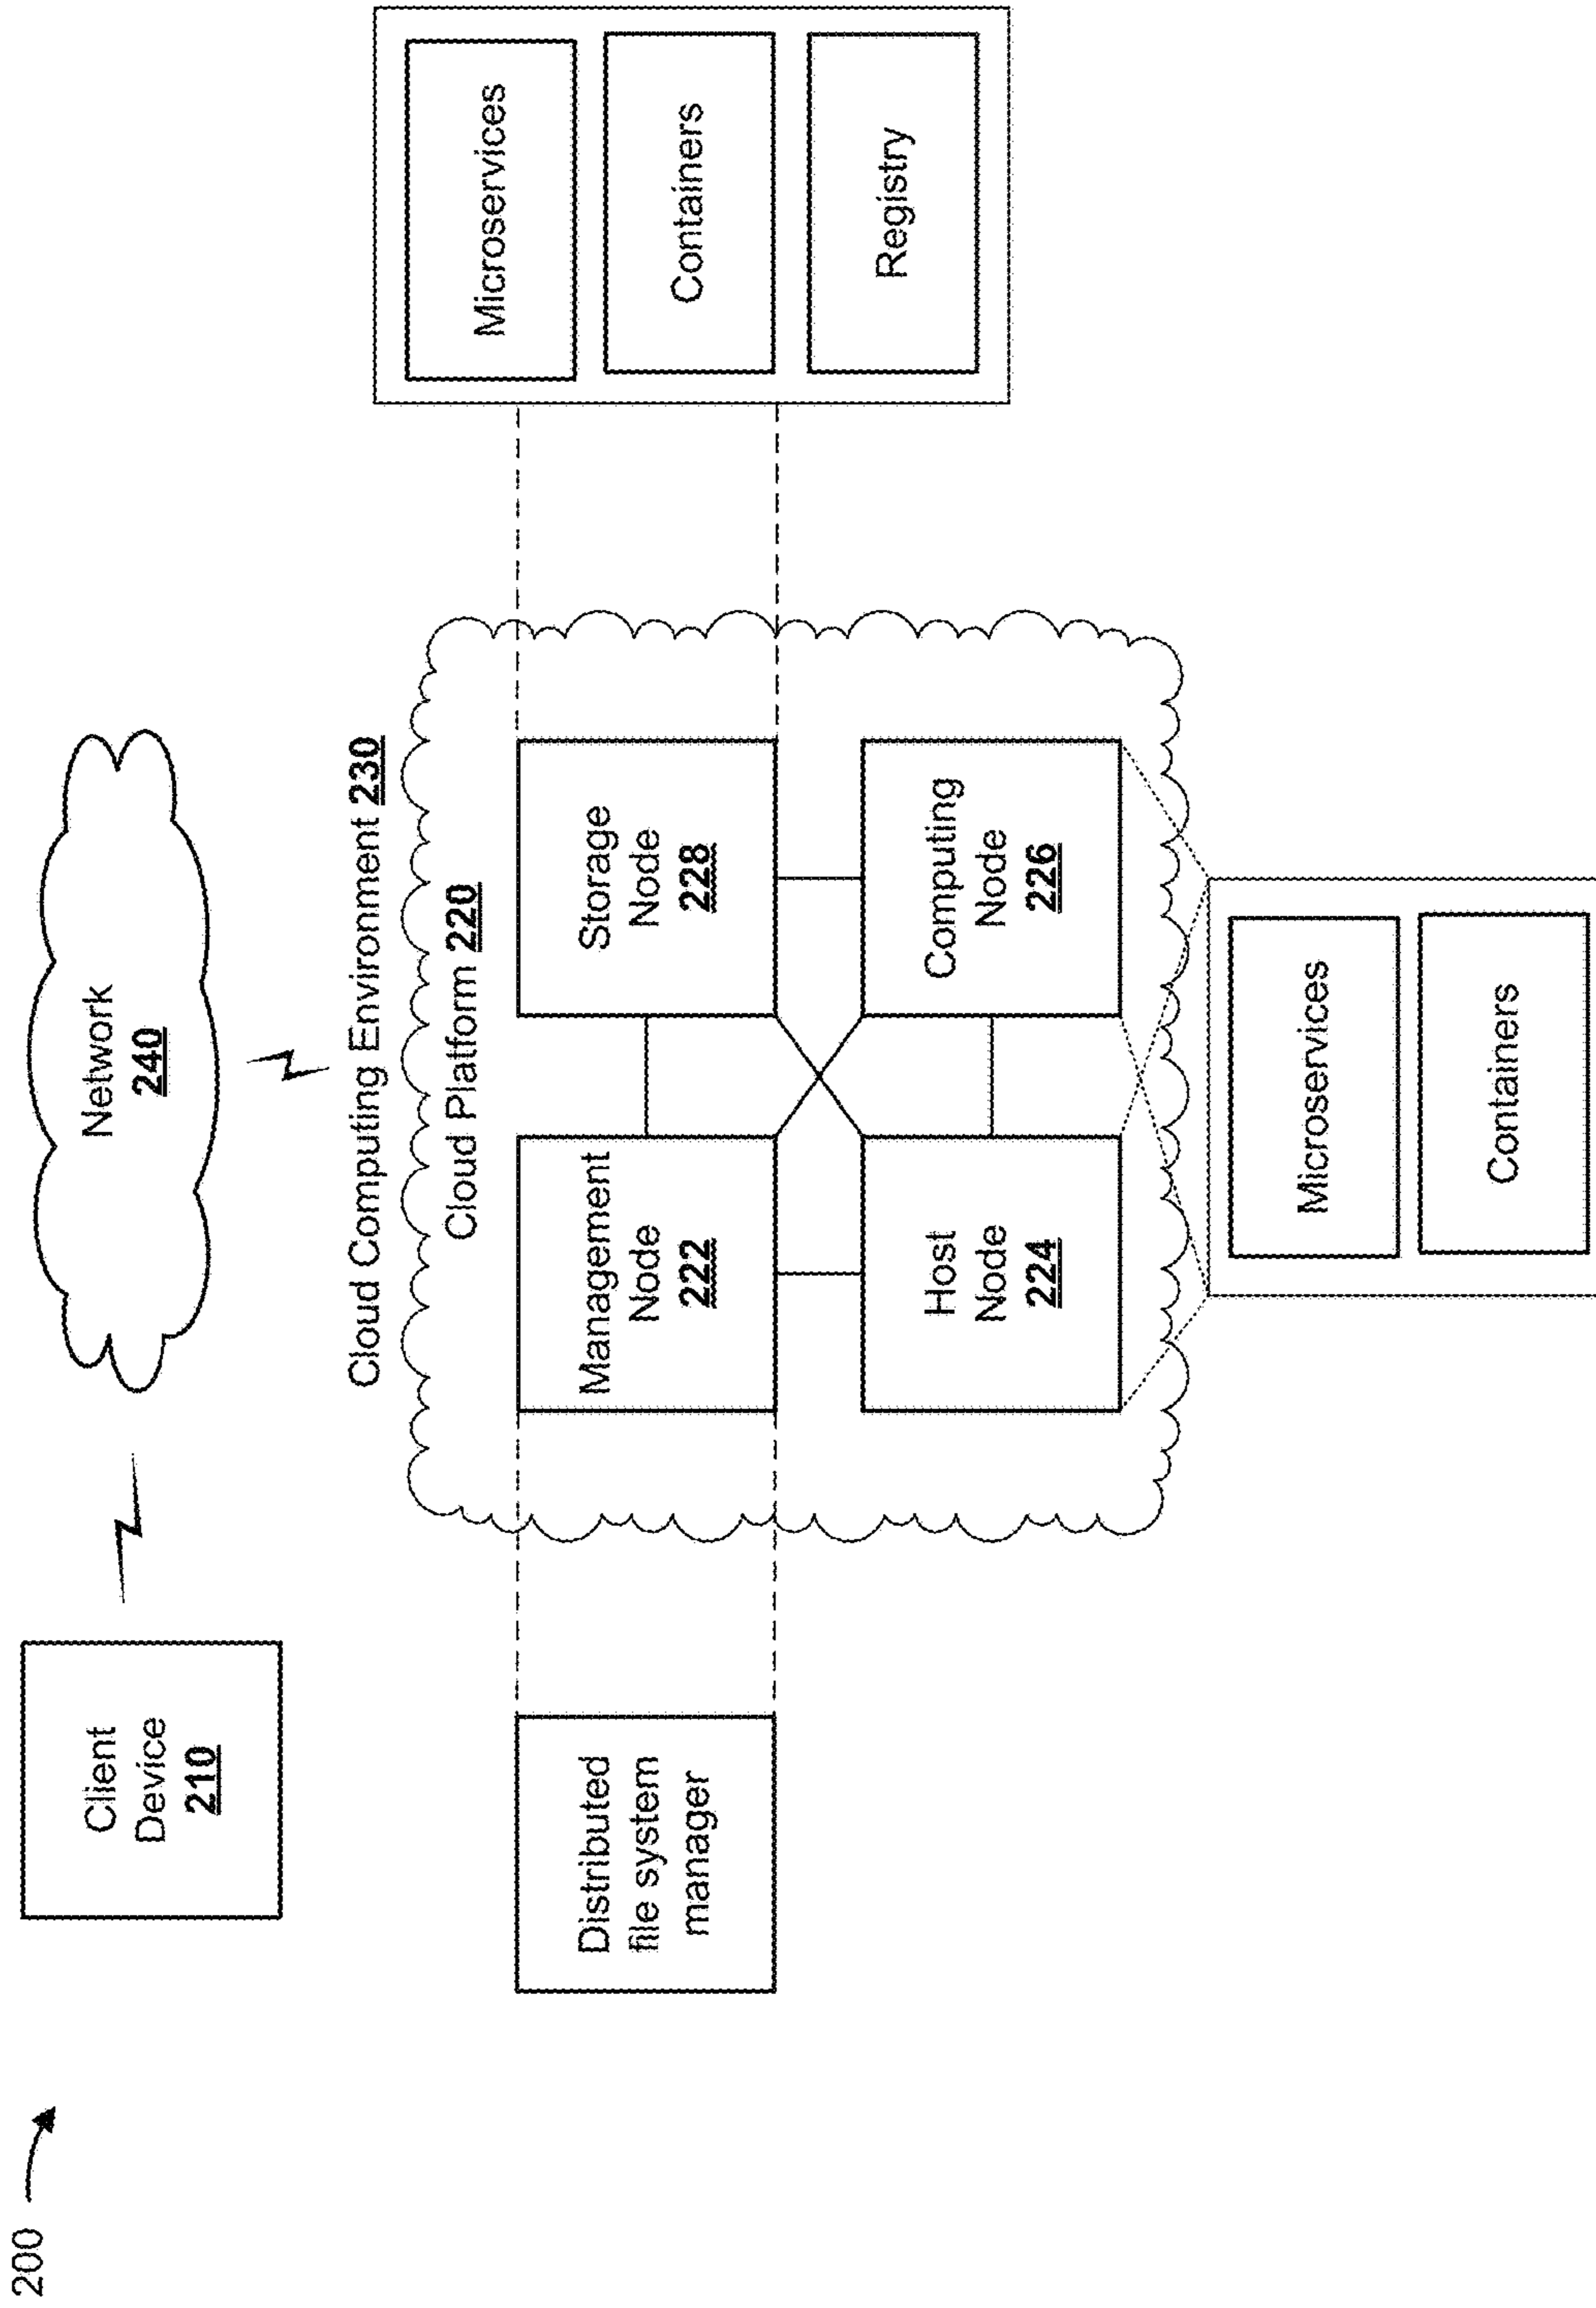 200
Client
Device
210
Network
240
Cloud Computing Environment 230
Cloud Platform 220
Distributed
file system
manager
Management
Node
222
Storage
Node
228
Host
Node
224
Computing
Node
226
Microservices
Containers
Registry
Microservices
Containers